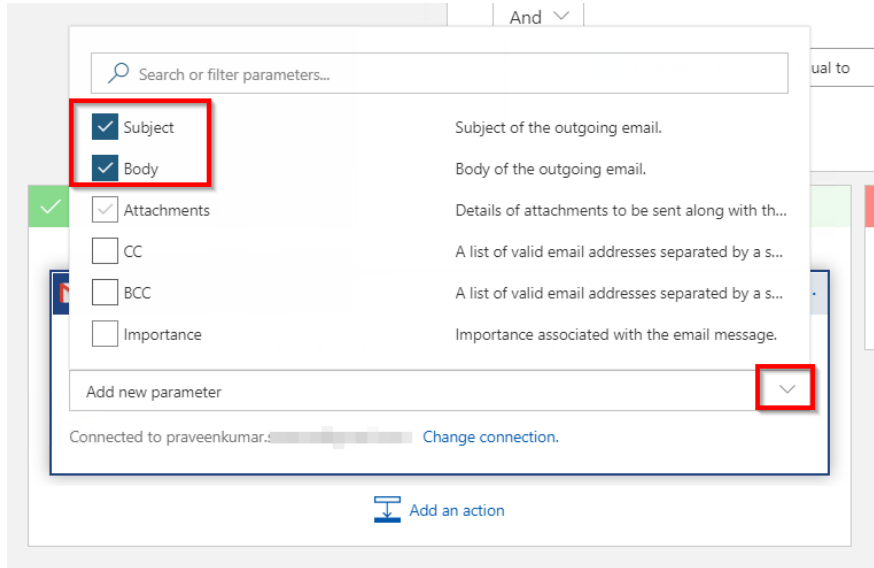 And
Search or filter parameters...
ual to
Subject Subject of the outgoing email.
Body Body of the outgoing email.
Attachments Details of attachments to be sent along with th...
CC A list of valid email addresses separated by a s...
BCC A list of valid email addresses separated by a s...
Importance Importance associated with the email message.
Add new parameter
Connected to praveenkumar. Change connection.
Add an action